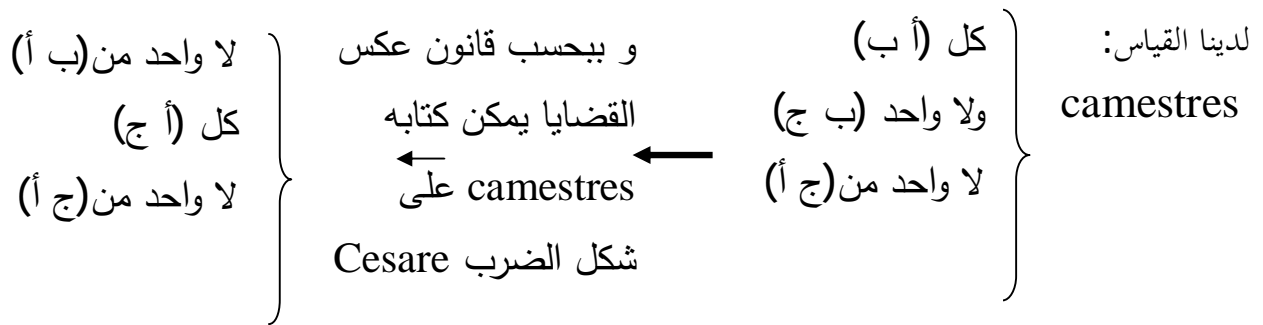 لدينا القياس:
camestres
كل (أ ب)
ولا واحد (ب ج)
لا واحد من(ج أ)
و ببحسب قانون عكس
القضايا يمكن كتابه
camestres على
شكل الضرب Cesare
لا واحد من(ب أ)
كل (أ ج)
لا واحد من(ج أ)